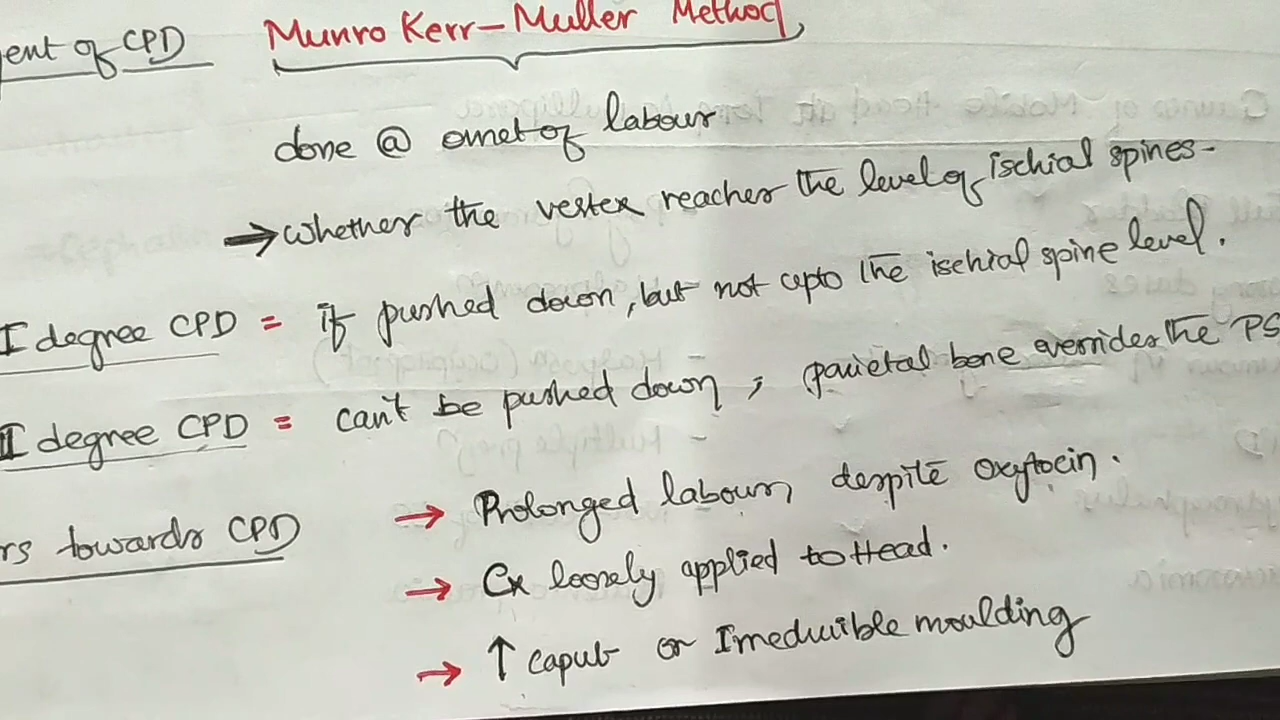 ent of CPD Munro Kerr-Muller Method,
done @ onset of labour
→ whether the vertex reaches the level of ischial spines-
I degree CPD = if pushed down, but not upto the ischial spine level.
II degree CPD = can't be pushed down, parietal bone overrides the PS
rs towards CPD → Prolonged labour, despite oxytocin.
→ Cx loosely applied to Head.
→ ↑ caput or Irreducible moulding